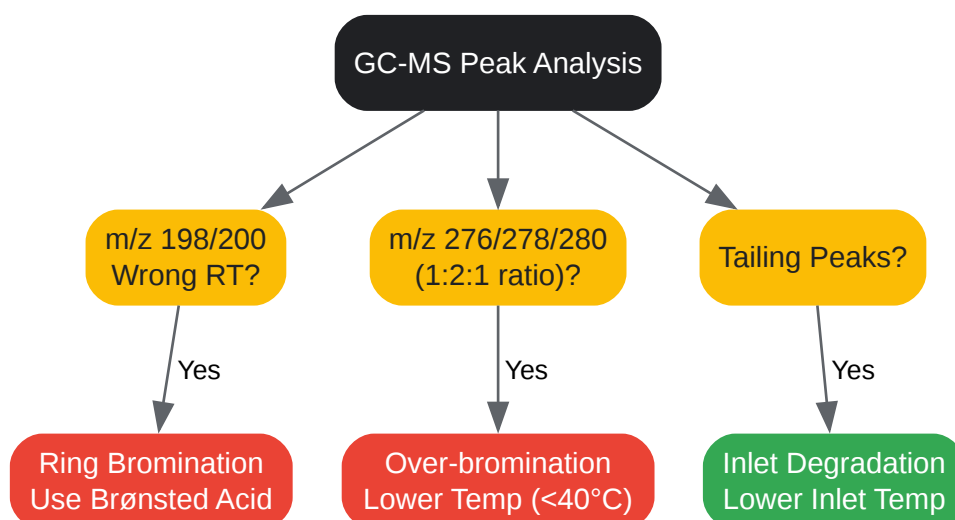 GC-MS Peak Analysis
m/z 198/200
Wrong RT?
m/z 276/278/280
(1:2:1 ratio)?
Tailing Peaks?
Yes
Yes
Yes
Ring Bromination
Use Brønsted Acid
Over-bromination
Lower Temp (<40°C)
Inlet Degradation
Lower Inlet Temp